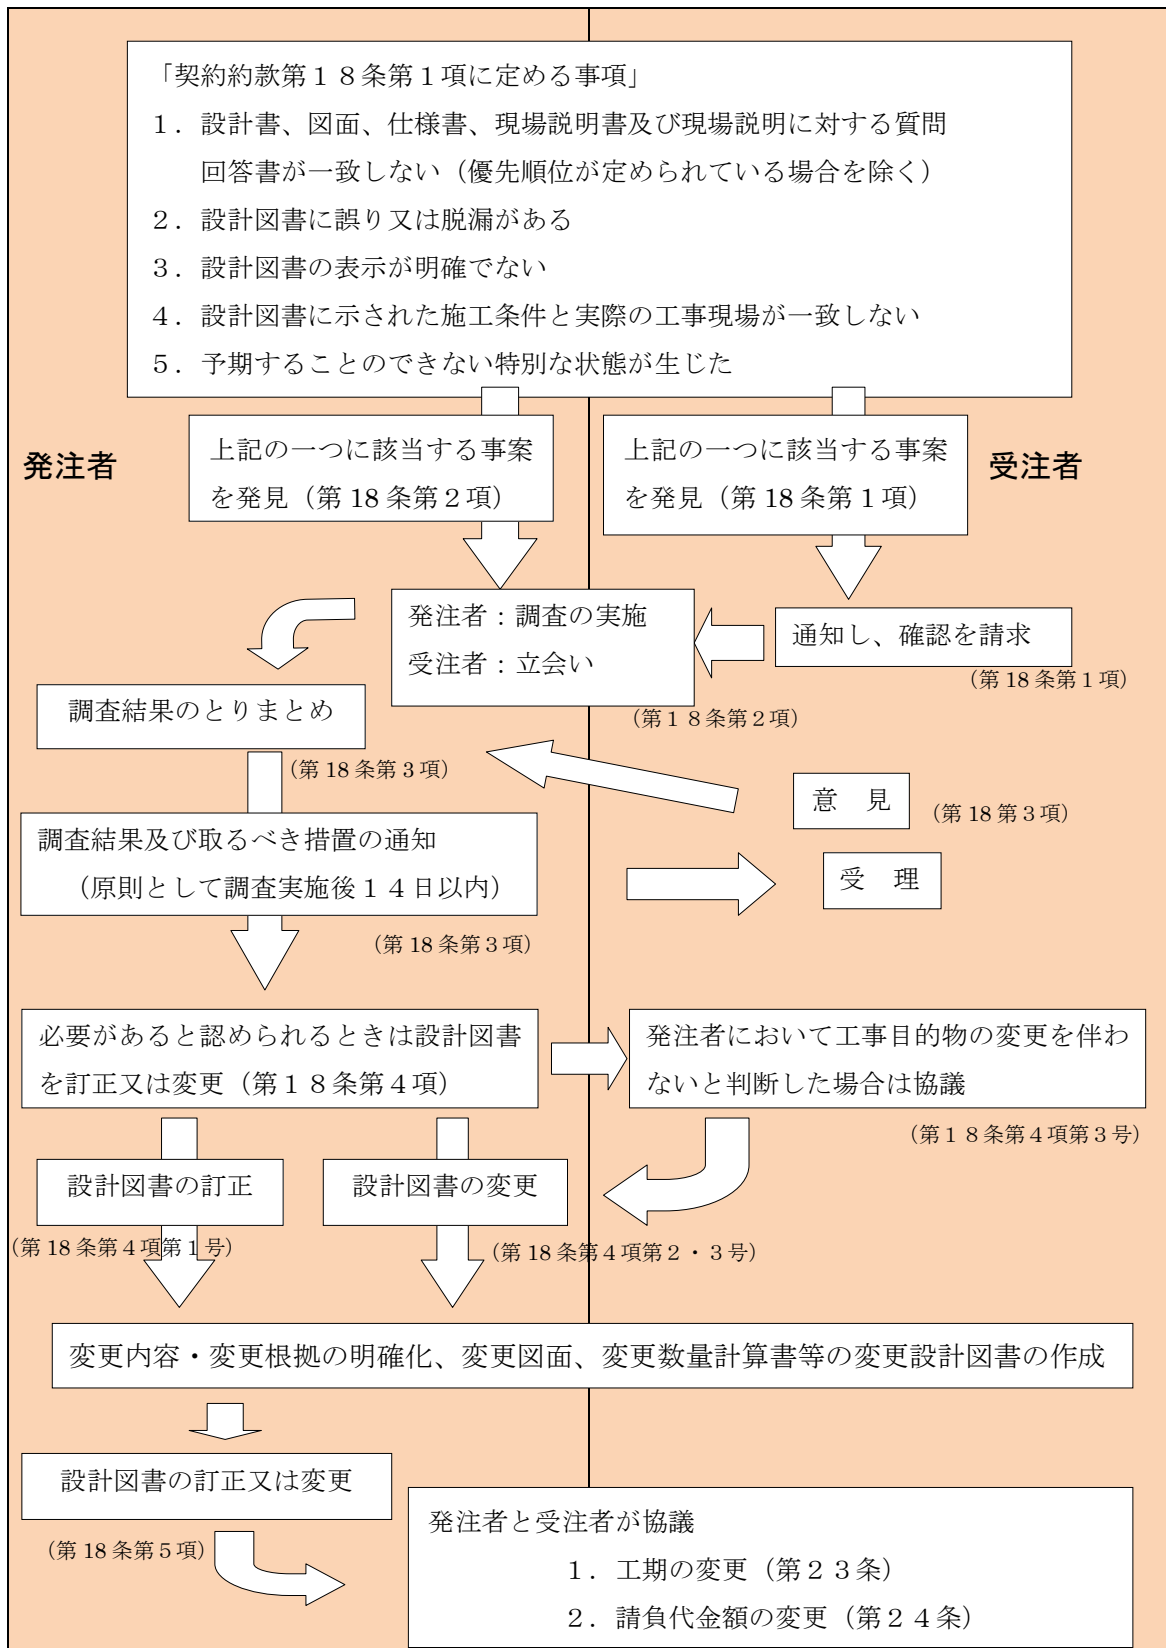 「契約約款第１８条第１項に定める事項」
１．設計書、図面、仕様書、現場説明書及び現場説明に対する質問
回答書が一致しない（優先順位が定められている場合を除く）
２．設計図書に誤り又は脱漏がある
３．設計図書の表示が明確でない
４．設計図書に示された施工条件と実際の工事現場が一致しない
５．予期することのできない特別な状態が生じた
発注者
上記の一つに該当する事案
を発見（第 18 条第２項）
上記の一つに該当する事案
を発見（第 18 条第１項）
受注者
発注者：調査の実施
受注者：立会い
（第１８条第２項）
通知し、確認を請求
（第 18 条第１項）
調査結果のとりまとめ
（第 18 条第３項）
意　見
（第 18 第３項）
調査結果及び取るべき措置の通知
（原則として調査実施後１４日以内）
（第 18 条第３項）
受　理
必要があると認められるときは設計図書
を訂正又は変更（第１８条第４項）
発注者において工事目的物の変更を伴わ
ないと判断した場合は協議
（第１８条第４項第３号）
設計図書の訂正
（第 18 条第４項第１号）
設計図書の変更
（第 18 条第４項第２・３号）
変更内容・変更根拠の明確化、変更図面、変更数量計算書等の変更設計図書の作成
設計図書の訂正又は変更
（第 18 条第５項）
発注者と受注者が協議
１．工期の変更（第２３条）
２．請負代金額の変更（第２４条）